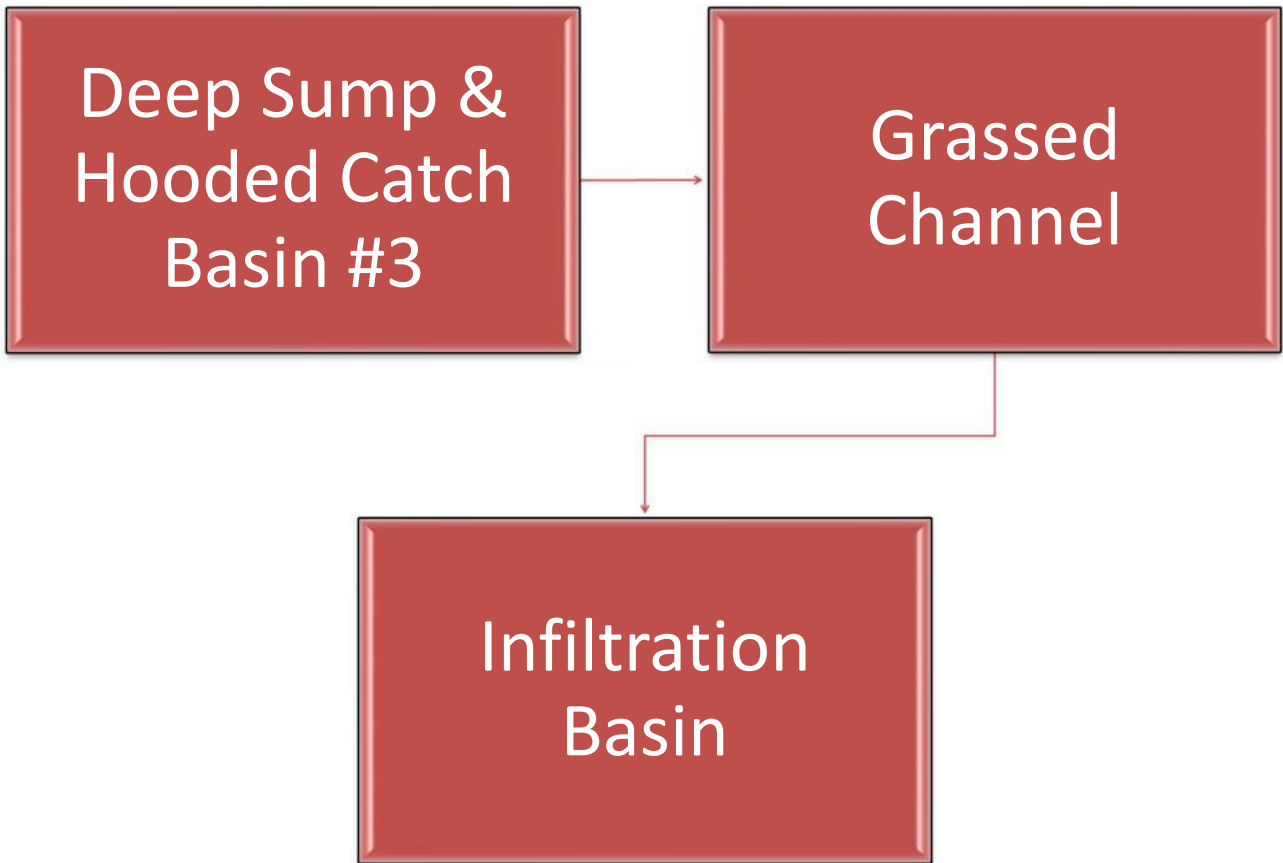 Deep Sump &
Hooded Catch
Basin #3
Grassed
Channel
Infiltration
Basin